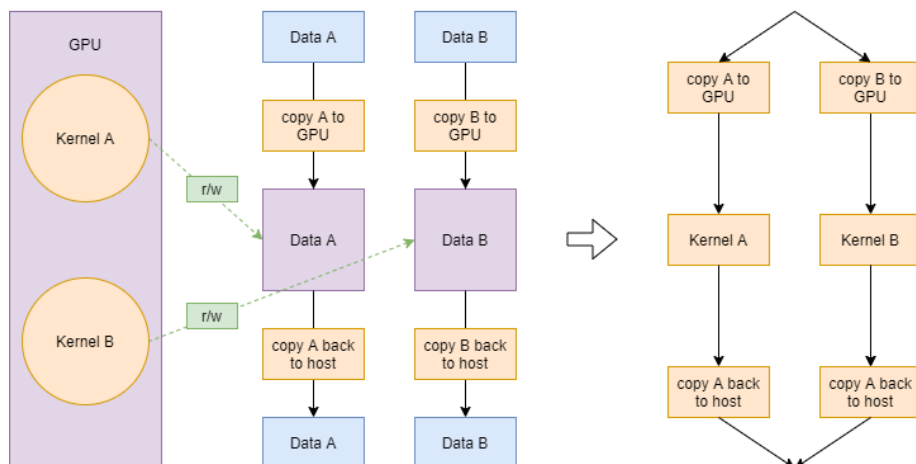 GPU
Kernel A
r/w
Kernel B
r/w
Data A
copy A to
GPU
Data A
copy A back
to host
Data A
Data B
copy B to
GPU
Data B
copy B back
to host
Data B
copy A to
GPU
Kernel A
copy A back
to host
copy B to
GPU
Kernel B
copy A back
to host